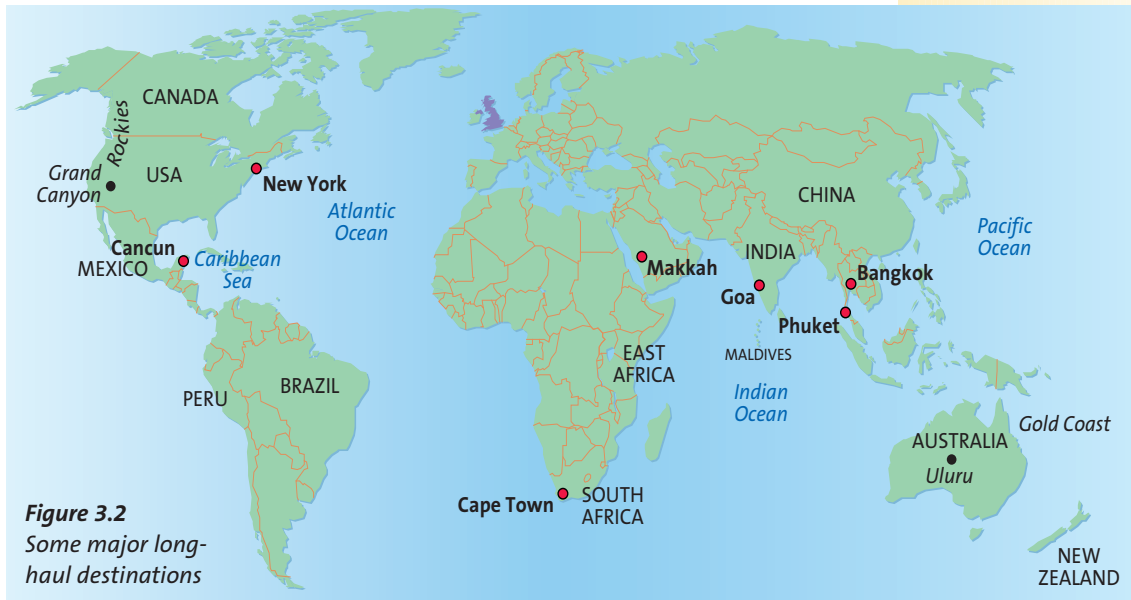 CANADA
Rockies
Grand
Canyon
USA
New York
Atlantic
Ocean
Cancun
MEXICO
Caribbean
Sea
PERU
BRAZIL
CHINA
Pacific
Ocean
INDIA
Makkah
Bangkok
Goa
Phuket
MALDIVES
EAST
AFRICA
Indian
Ocean
Gold Coast
AUSTRALIA
Uluru
Cape Town
SOUTH
AFRICA
NEW
ZEALAND
Figure 3.2
Some major long-
haul destinations